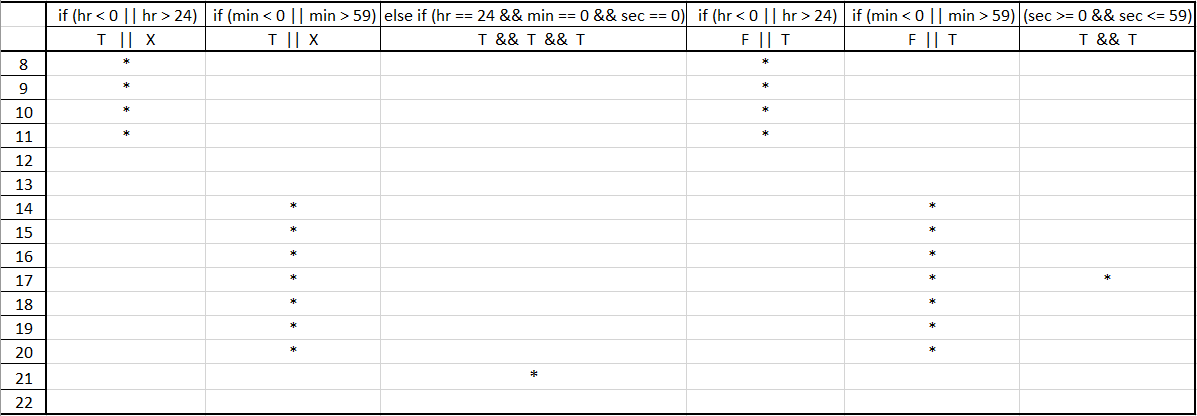 if (hr < 0 || hr > 24) if (min < 0 || min > 59) else if (hr == 24 && min == 0 && sec == 0) if (hr < 0 || hr > 24) if (min < 0 || min > 59) (sec >= 0 && sec <= 59)
T || X T || X T && T && T F || T F || T T && T
8 * *
9 * *
10 * *
11 * *
12
13
14 * *
15 * *
16 * *
17 * * *
18 * *
19 * *
20 * *
21 *
22